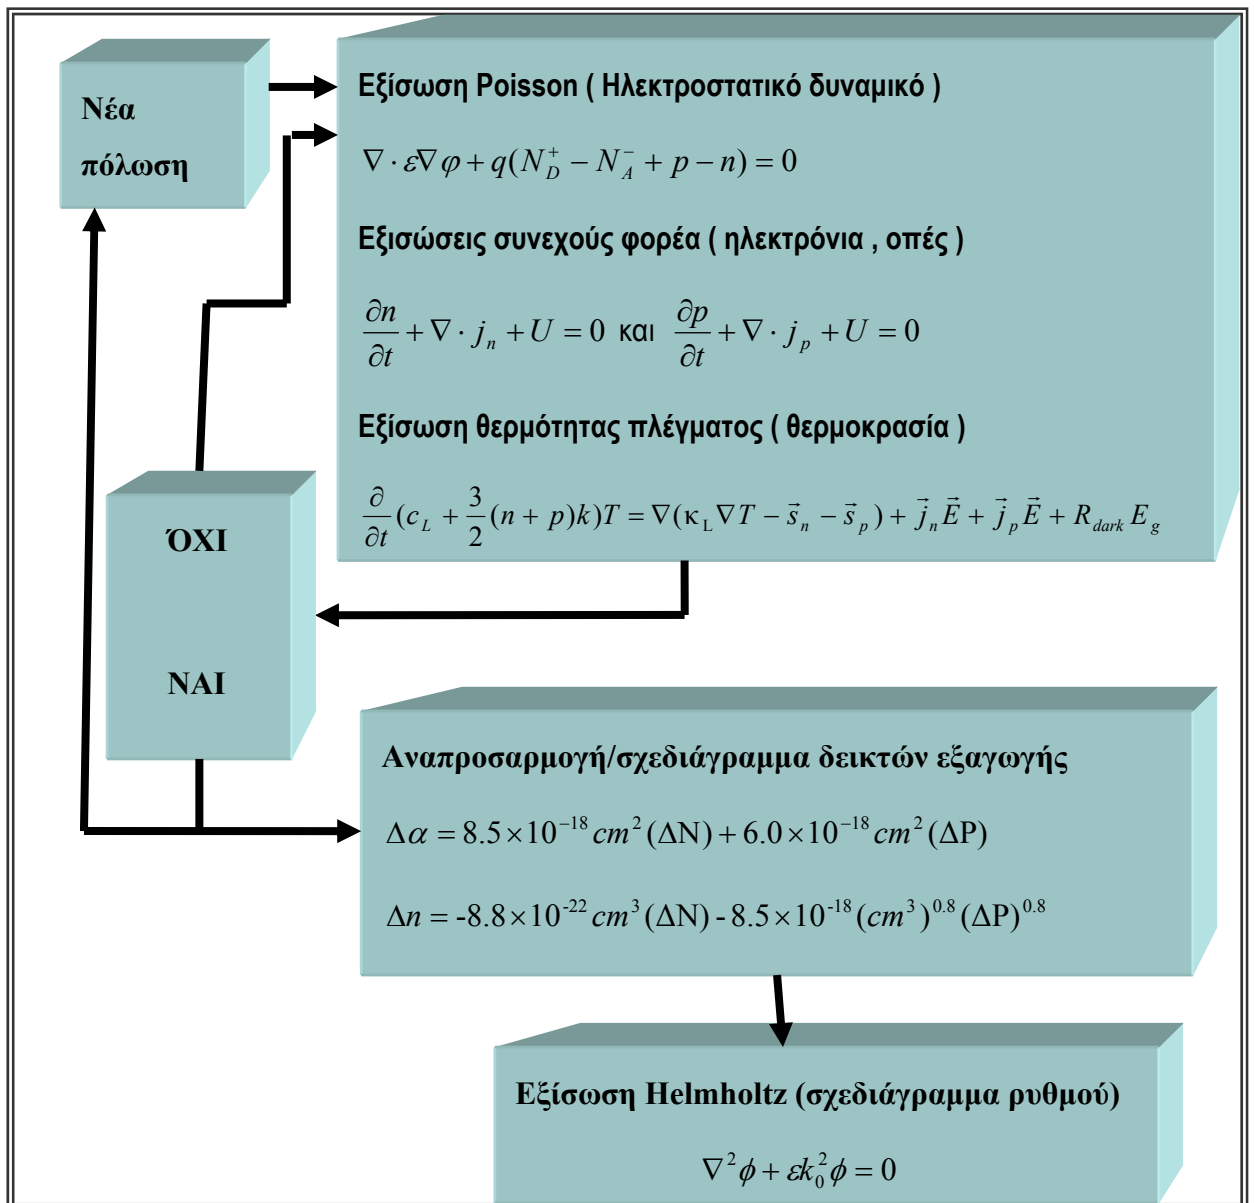 Νέα
πόλωση
Εξίσωση Poisson ( Ηλεκτροστατικό δυναμικό )
∇ · ε∇φ + q(N_D^+ − N_A^− + p − n) = 0
Εξισώσεις συνεχούς φορέα ( ηλεκτρόνια , οπές )
∂n/∂t + ∇ · j_n + U = 0 και ∂p/∂t + ∇ · j_p + U = 0
Εξίσωση θερμότητας πλέγματος ( θερμοκρασία )
∂/∂t (c_L + 3/2 (n + p)k)T = ∇(κ_L ∇T − s⃗_n − s⃗_p) + j⃗_n E⃗ + j⃗_p E⃗ + R_dark E_g
ΌΧΙ
ΝΑΙ
Αναπροσαρμογή/σχεδιάγραμμα δεικτών εξαγωγής
Δα = 8.5×10^−18 cm^2 (ΔΝ) + 6.0×10^−18 cm^2 (ΔΡ)
Δn = -8.8×10^-22 cm^3 (ΔΝ) - 8.5×10^-18 (cm^3)^0.8 (ΔΡ)^0.8
Εξίσωση Helmholtz (σχεδιάγραμμα ρυθμού)
∇^2 ϕ + εk_0^2 ϕ = 0